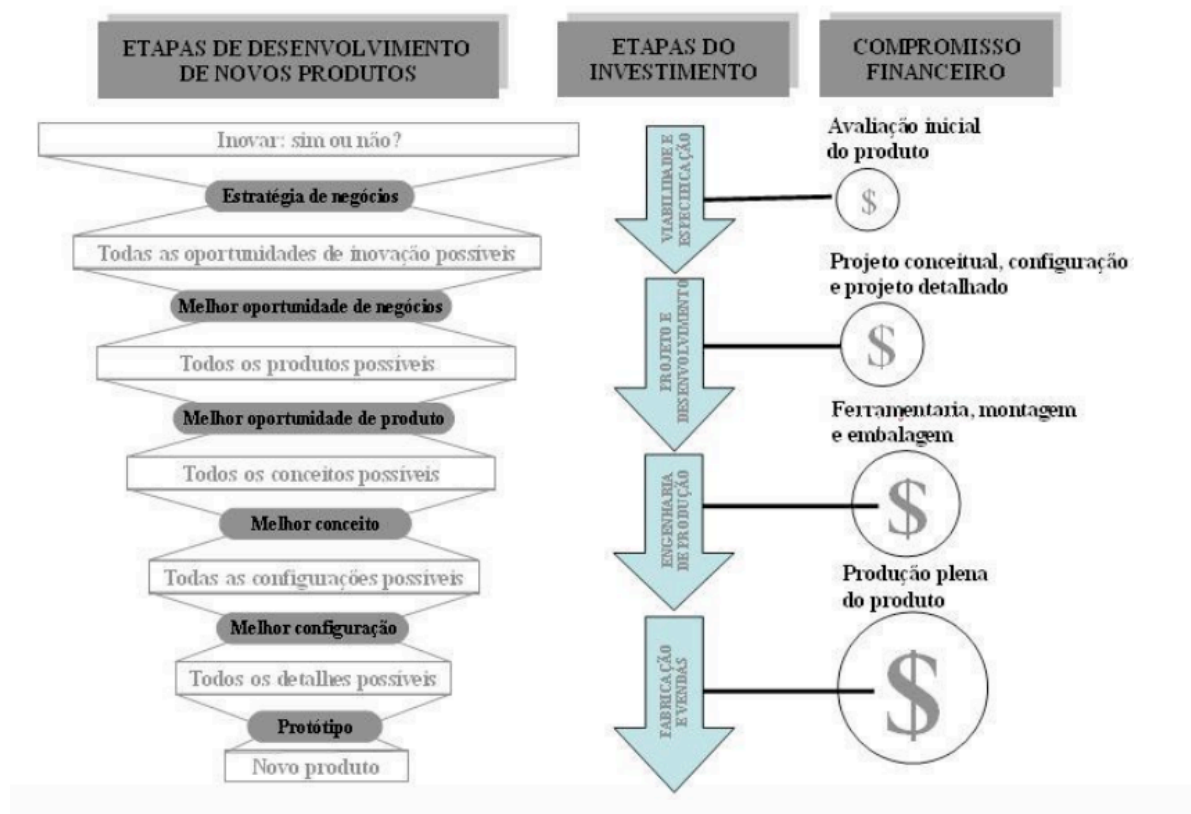 ETAPAS DE DESENVOLVIMENTO
DE NOVOS PRODUTOS
Inovar: sim ou não?
Estratégia de negócios
Todas as oportunidades de inovação possíveis
Melhor oportunidade de negócios
Todos os produtos possíveis
Melhor oportunidade de produto
Todos os conceitos possíveis
Melhor conceito
Todas as configurações possíveis
Melhor configuração
Todos os detalhes possíveis
Protótipo
Novo produto
ETAPAS DO
INVESTIMENTO
VIABILIDADE E
ESPECIFICAÇÃO
PROJETO E
DESENVOLVIMENTO
ENGENHARIA
DE PRODUÇÃO
FABRICAÇÃO
E VENDAS
COMPROMISSO
FINANCEIRO
Avaliação inicial
do produto
$
Projeto conceitual, configuração
e projeto detalhado
$
Ferramentaria, montagem
e embalagem
$
Produção plena
do produto
$